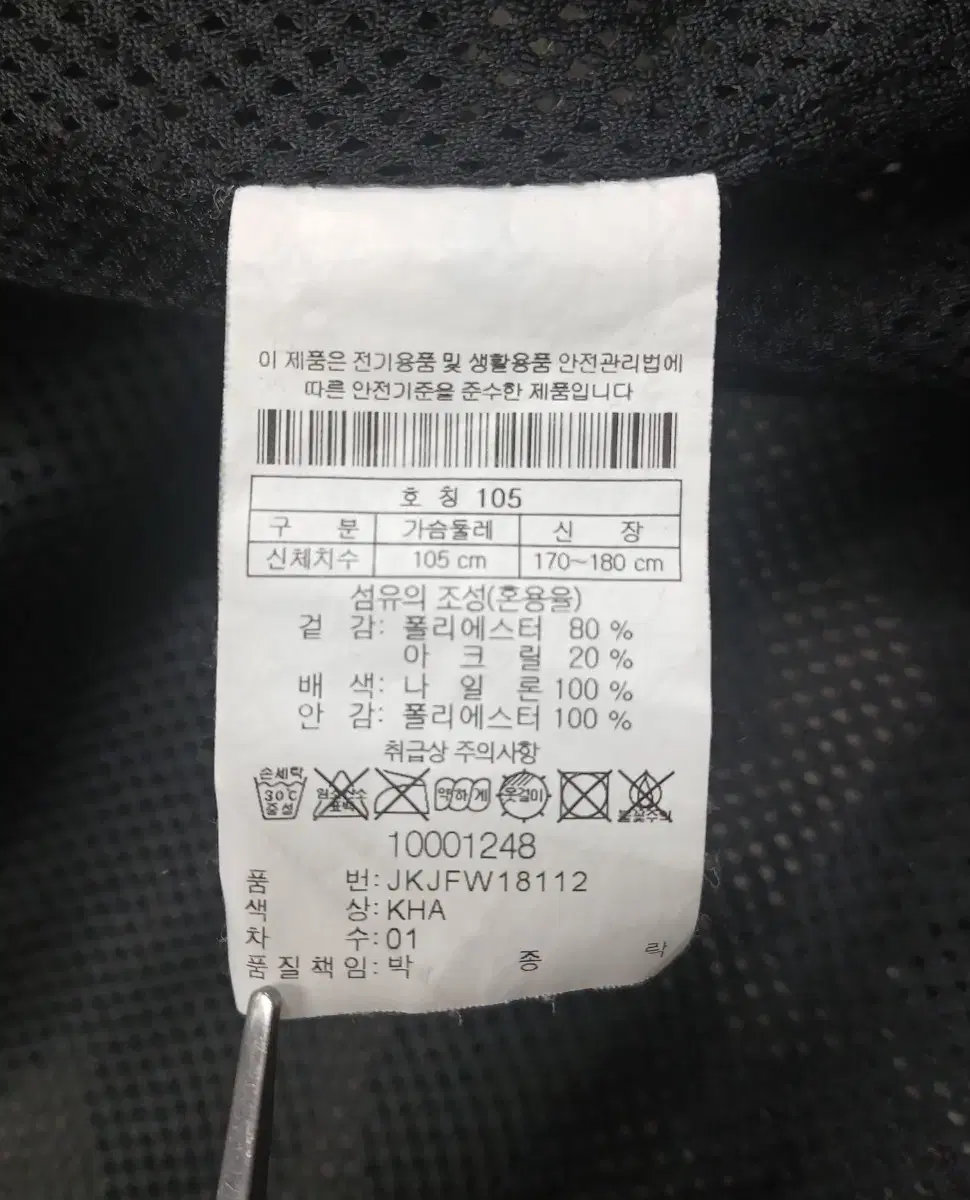 이 제품은 전기용품 및 생활용품 안전관리법에
따른 안전기준을 준수한 제품입니다
호 칭 105
구 분 가슴둘레 신 장
신체치수 105 cm 170~180 cm
섬유의 조성(혼용율)
겉 감: 폴리에스터 80 %
아 크 릴 20 %
배 색: 나 일 론 100 %
안 감: 폴리에스터 100 %
취급상 주의사항
손세탁 30℃ 중성 표백 약하게 옷걸이 불꽃주의
10001248
품 번: JKJFW18112
색 상: KHA
차 수: 01
품질책임: 박 종 락